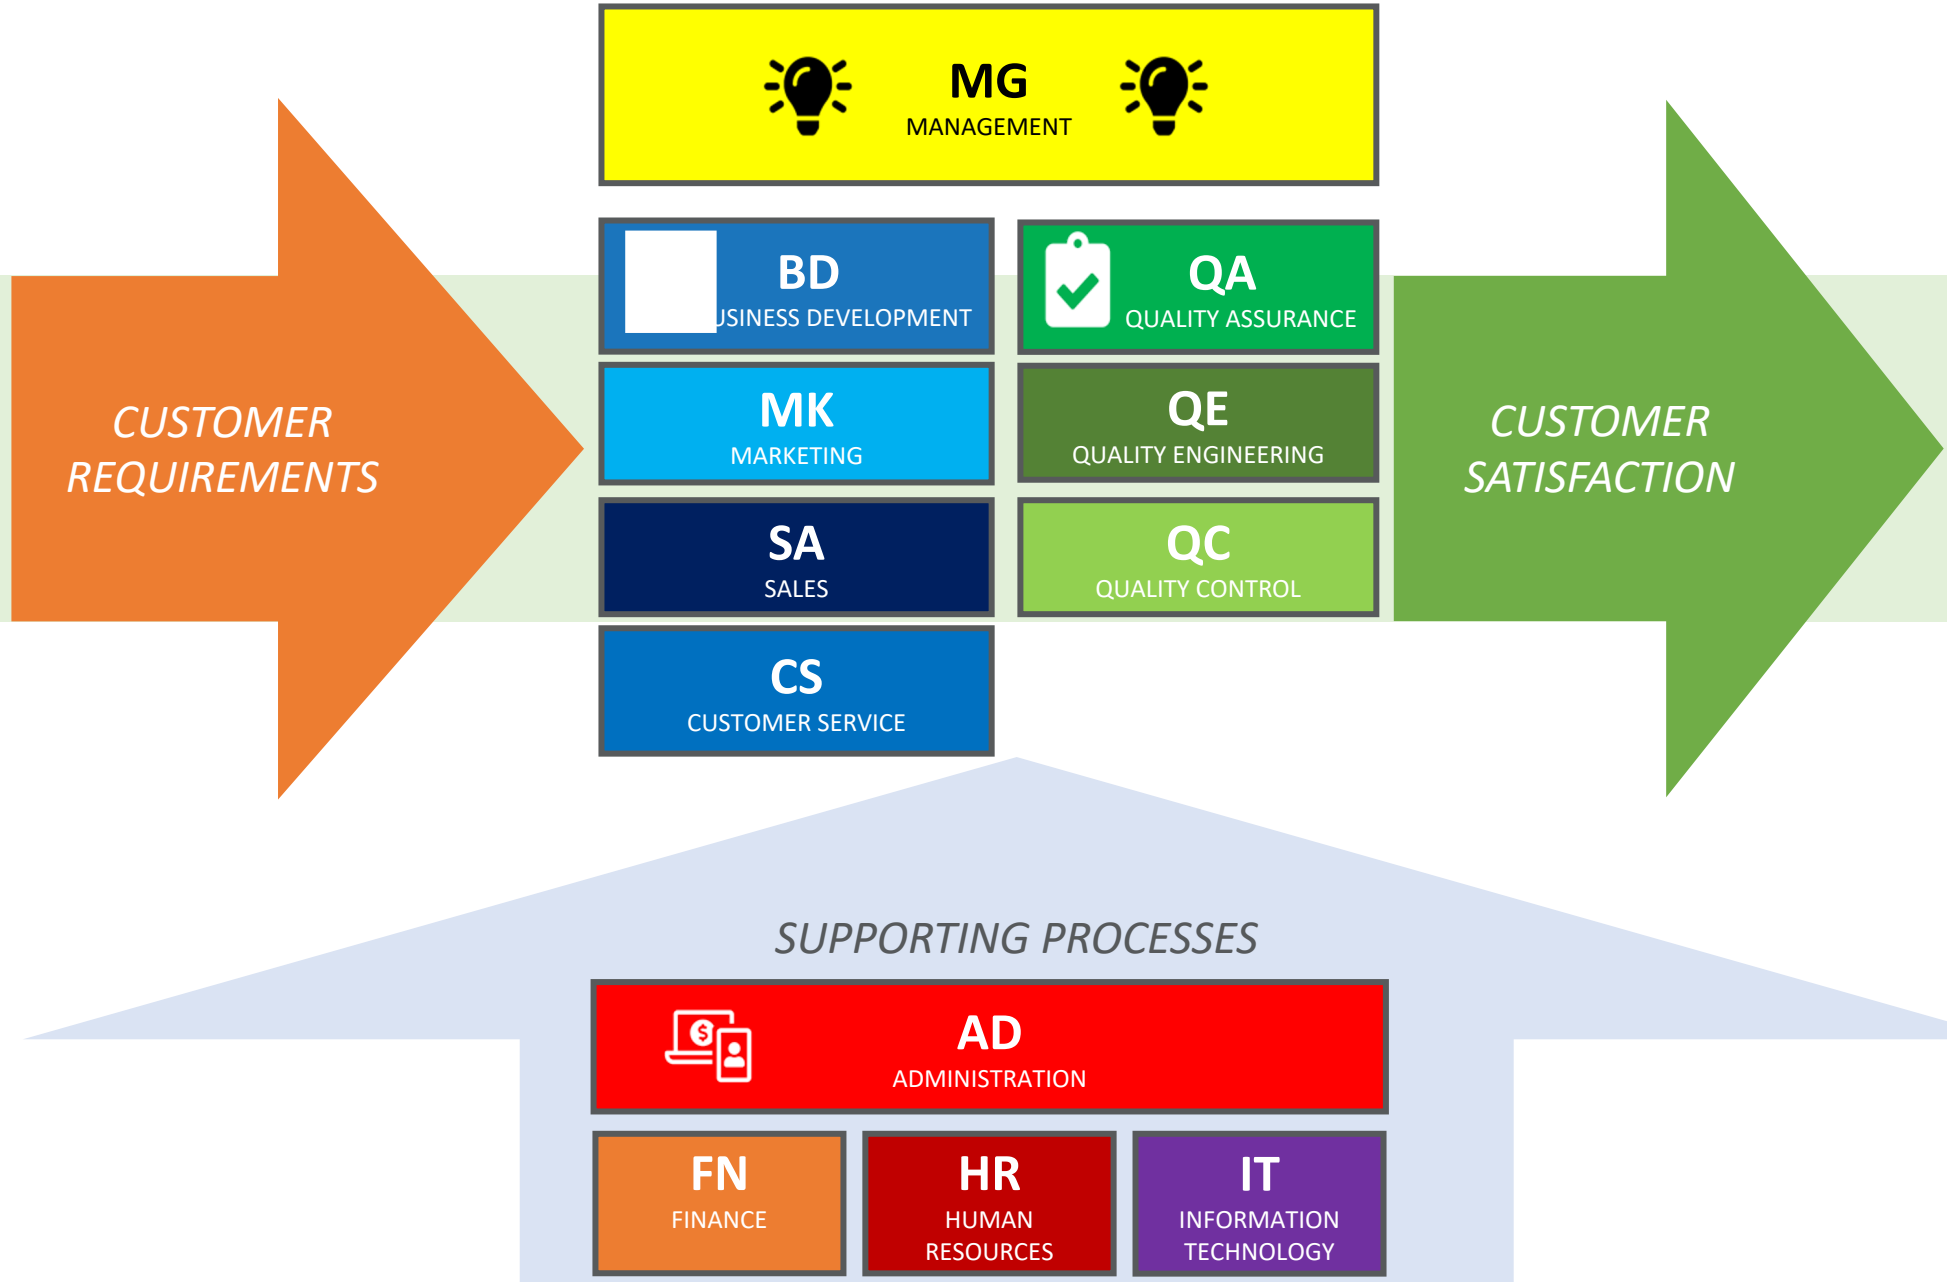 MG
MANAGEMENT
BD
USINESS DEVELOPMENT
QA
QUALITY ASSURANCE
CUSTOMER
REQUIREMENTS
MK
MARKETING
QE
QUALITY ENGINEERING
CUSTOMER
SATISFACTION
SA
SALES
QC
QUALITY CONTROL
CS
CUSTOMER SERVICE
SUPPORTING PROCESSES
$
AD
ADMINISTRATION
FN
FINANCE
HR
HUMAN
RESOURCES
IT
INFORMATION
TECHNOLOGY